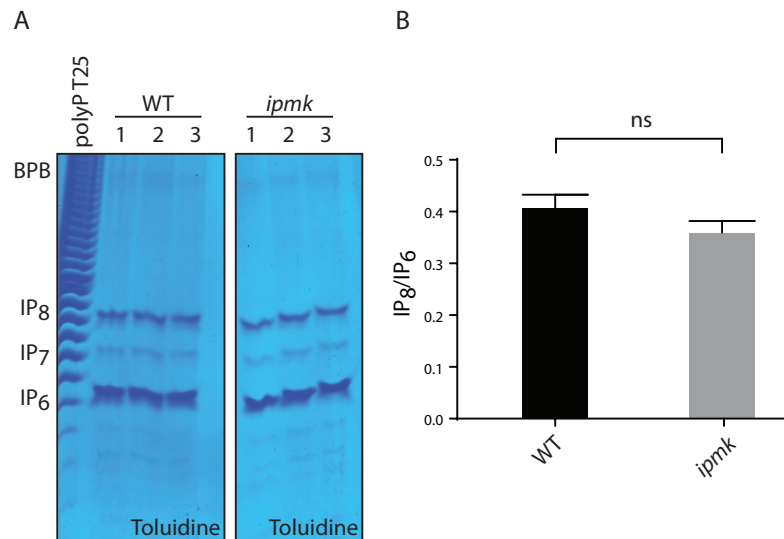 A
polyP T25
WT
1 2 3
ipmk
1 2 3
BPB
IP8
IP7
IP6
Toluidine
Toluidine
B
ns
IP8/IP6
0.5
0.4
0.3
0.2
0.1
0.0
WT
ipmk